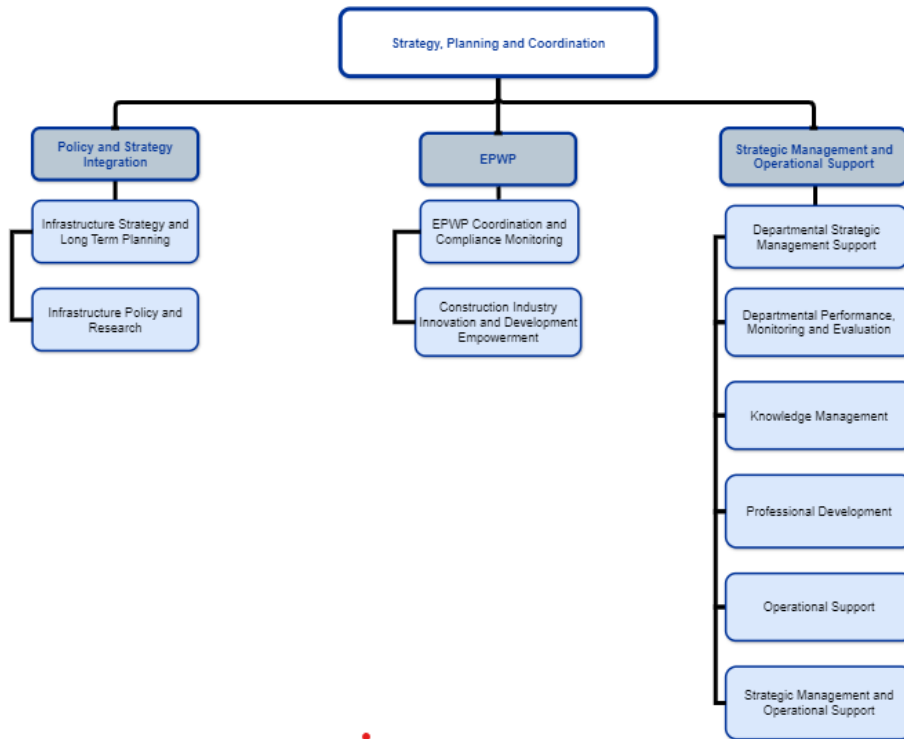 Strategy, Planning and Coordination
Policy and Strategy
Integration
EPWP
Strategic Management and
Operational Support
Infrastructure Strategy and
Long Term Planning
Infrastructure Policy and
Research
EPWP Coordination and
Compliance Monitoring
Construction Industry
Innovation and Development
Empowerment
Departmental Strategic
Management Support
Departmental Performance,
Monitoring and Evaluation
Knowledge Management
Professional Development
Operational Support
Strategic Management and
Operational Support